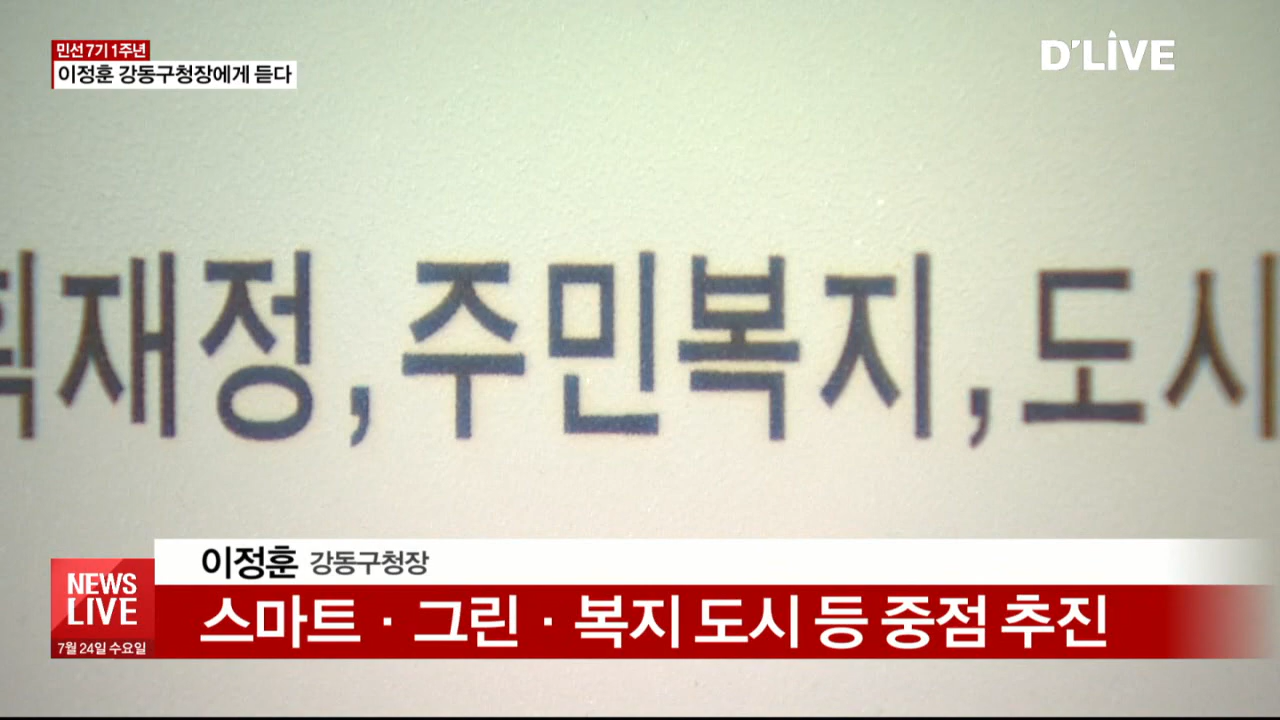 민선 7기 1주년
이정훈 강동구청장에게 듣다
D'LIVE
획재정, 주민복지, 도시
이정훈 강동구청장
NEWS
LIVE
7월 24일 수요일
스마트 · 그린 · 복지 도시 등 중점 추진